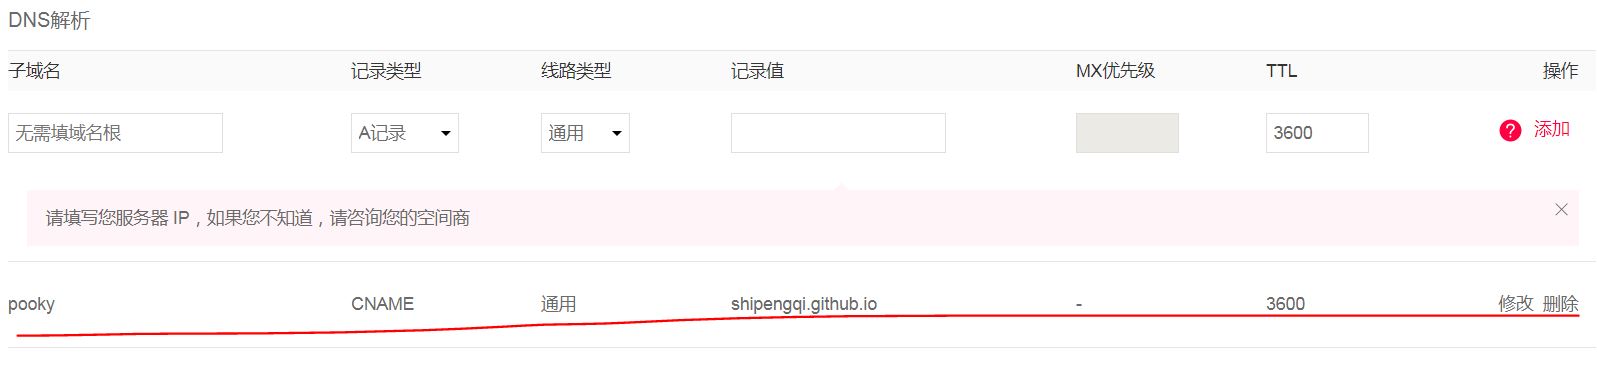 DNS解析
子域名 记录类型 线路类型 记录值 MX优先级 TTL 操作
无需填域名根 A记录 通用 3600 ? 添加
请填写您服务器 IP，如果您不知道，请咨询您的空间商
pooky CNAME 通用 shipengqi.github.io - 3600 修改 删除